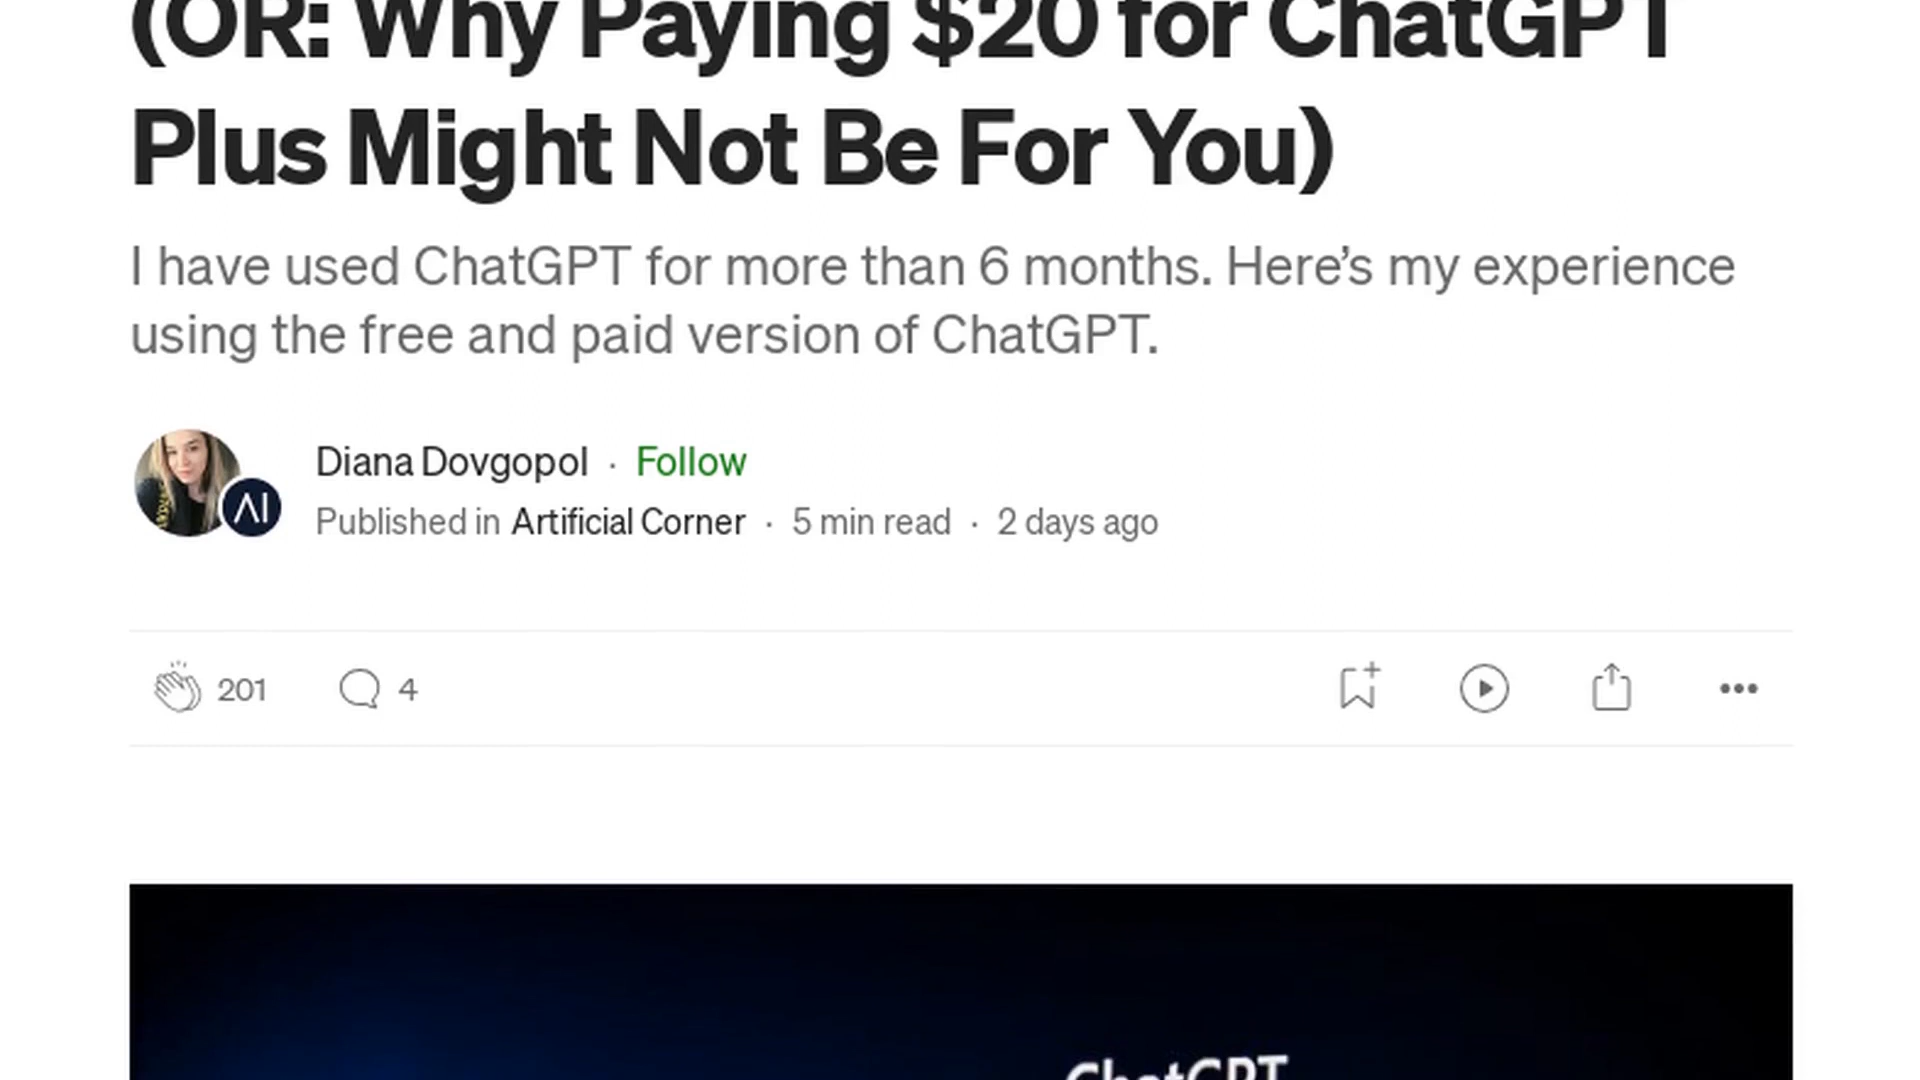 (OR: Why Paying $20 for ChatGPT
Plus Might Not Be For You)
I have used ChatGPT for more than 6 months. Here’s my experience
using the free and paid version of ChatGPT.
Diana Dovgopol · Follow
AI
Published in Artificial Corner · 5 min read · 2 days ago
201 4
ChatGPT